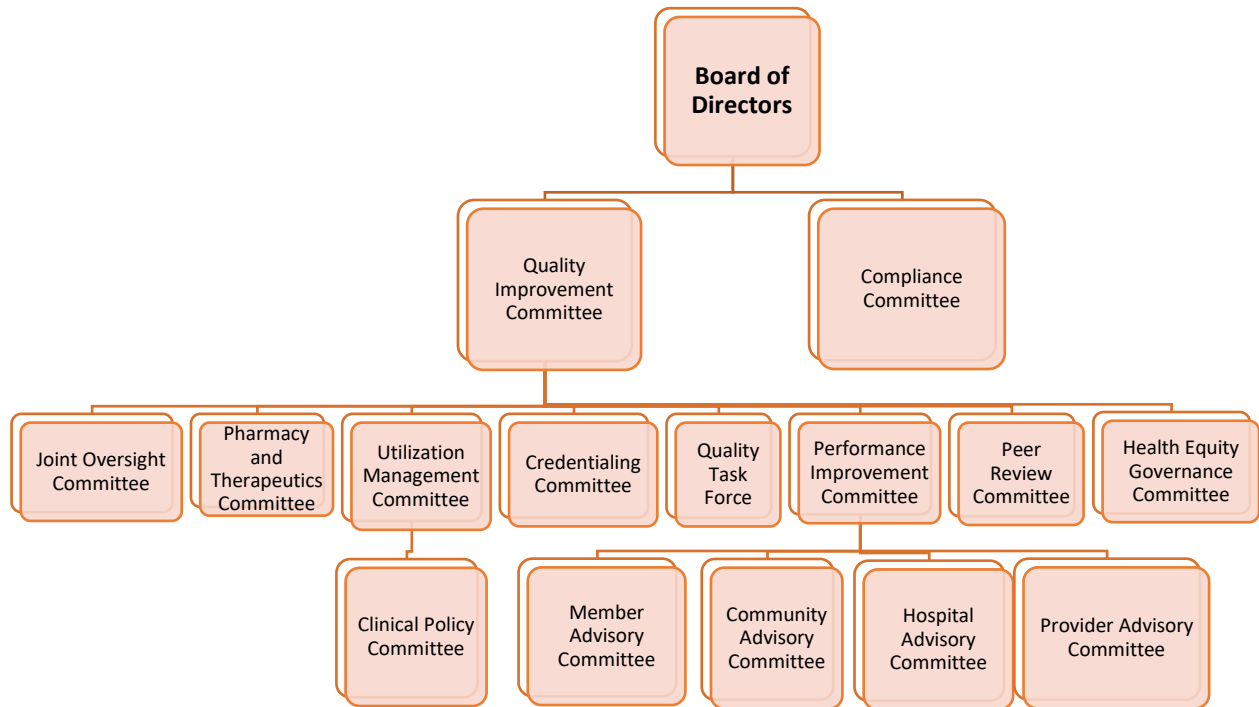 Board of
Directors
Quality
Improvement
Committee
Compliance
Committee
Joint Oversight
Committee
Pharmacy
and
Therapeutics
Committee
Utilization
Management
Committee
Credentialing
Committee
Quality
Task
Force
Performance
Improvement
Committee
Peer
Review
Committee
Health Equity
Governance
Committee
Clinical Policy
Committee
Member
Advisory
Committee
Community
Advisory
Committee
Hospital
Advisory
Committee
Provider Advisory
Committee